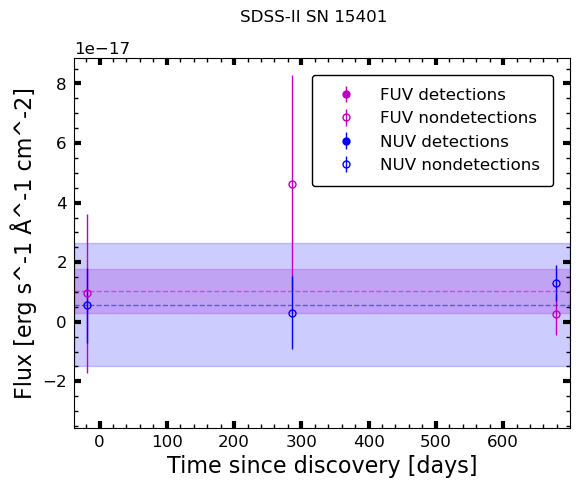 SDSS-II SN 15401
1e−17
FUV detections
FUV nondetections
NUV detections
NUV nondetections
8
6
4
2
0
−2
Flux [erg s^-1 Å^-1 cm^-2]
0 100 200 300 400 500 600
Time since discovery [days]